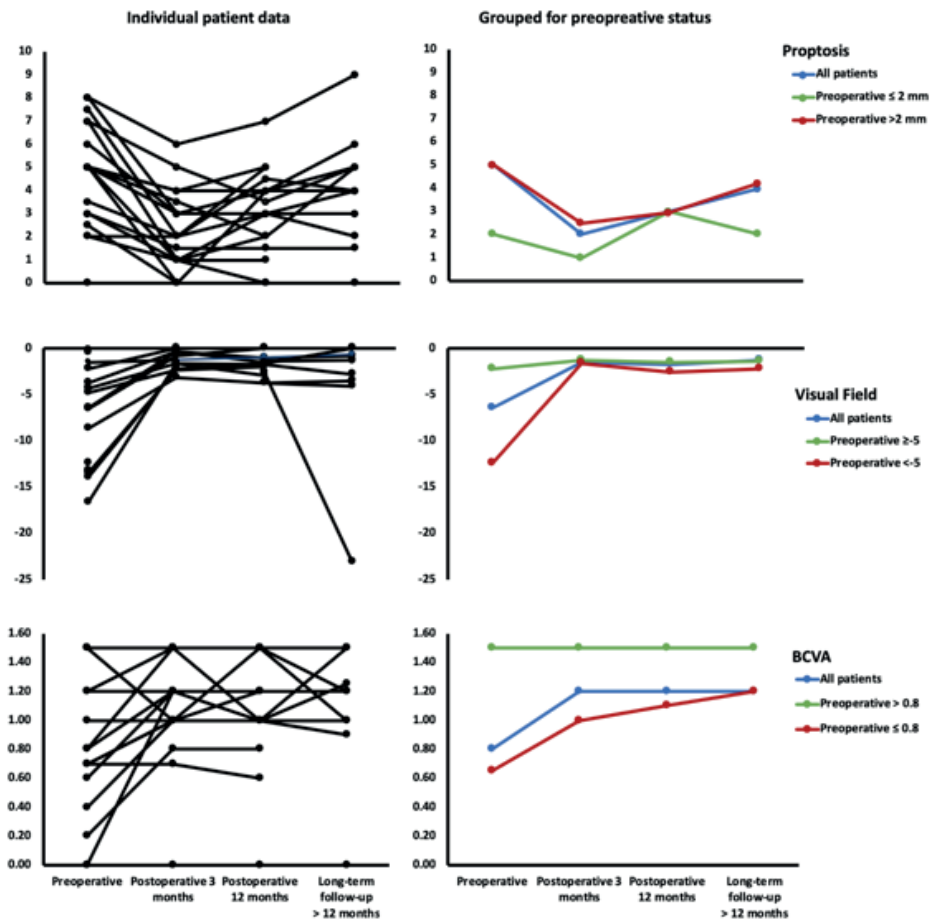 Individual patient data
Grouped for preopreative status
10
9
8
7
6
5
4
3
2
1
0
10
9
8
7
6
5
4
3
2
1
0
Proptosis
All patients
Preoperative ≤ 2 mm
Preoperative >2 mm
0
-5
-10
-15
-20
-25
0
-5
-10
-15
-20
-25
Visual Field
All patients
Preoperative ≥-5
Preoperative <-5
1.60
1.40
1.20
1.00
0.80
0.60
0.40
0.20
0.00
1.60
1.40
1.20
1.00
0.80
0.60
0.40
0.20
0.00
BCVA
All patients
Preoperative > 0.8
Preoperative ≤ 0.8
Preoperative
Postoperative 3
months
Postoperative
12 months
Long-term
follow-up
> 12 months
Preoperative
Postoperative 3
months
Postoperative
12 months
Long-term
follow-up
> 12 months